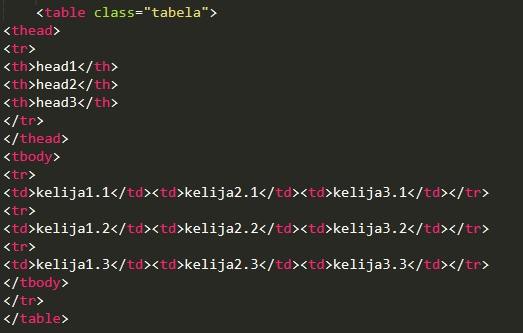 <table class="tabela">
<thead>
<tr>
<th>head1</th>
<th>head2</th>
<th>head3</th>
</tr>
</thead>
<tbody>
<tr>
<td>kelija1.1</td><td>kelija2.1</td><td>kelija3.1</td></tr>
<tr>
<td>kelija1.2</td><td>kelija2.2</td><td>kelija3.2</td></tr>
<tr>
<td>kelija1.3</td><td>kelija2.3</td><td>kelija3.3</td></tr>
</tbody>
</tr>
</table>